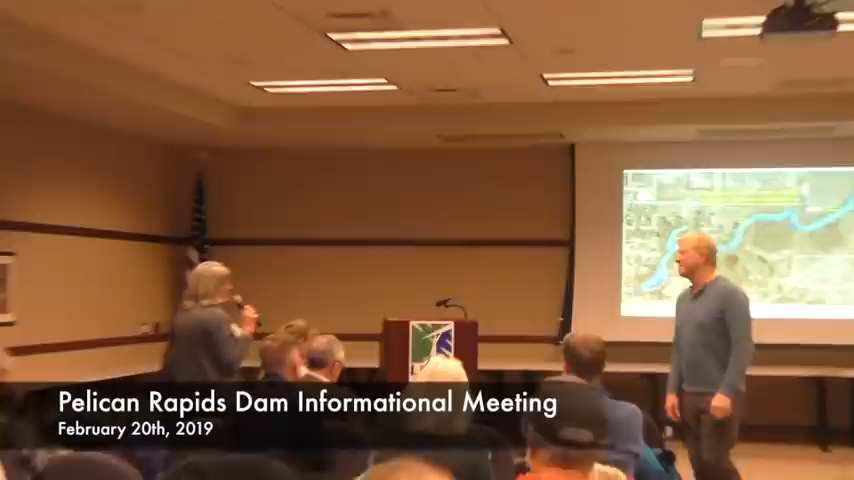 Pelican Rapids Dam Informational Meeting
February 20th, 2019